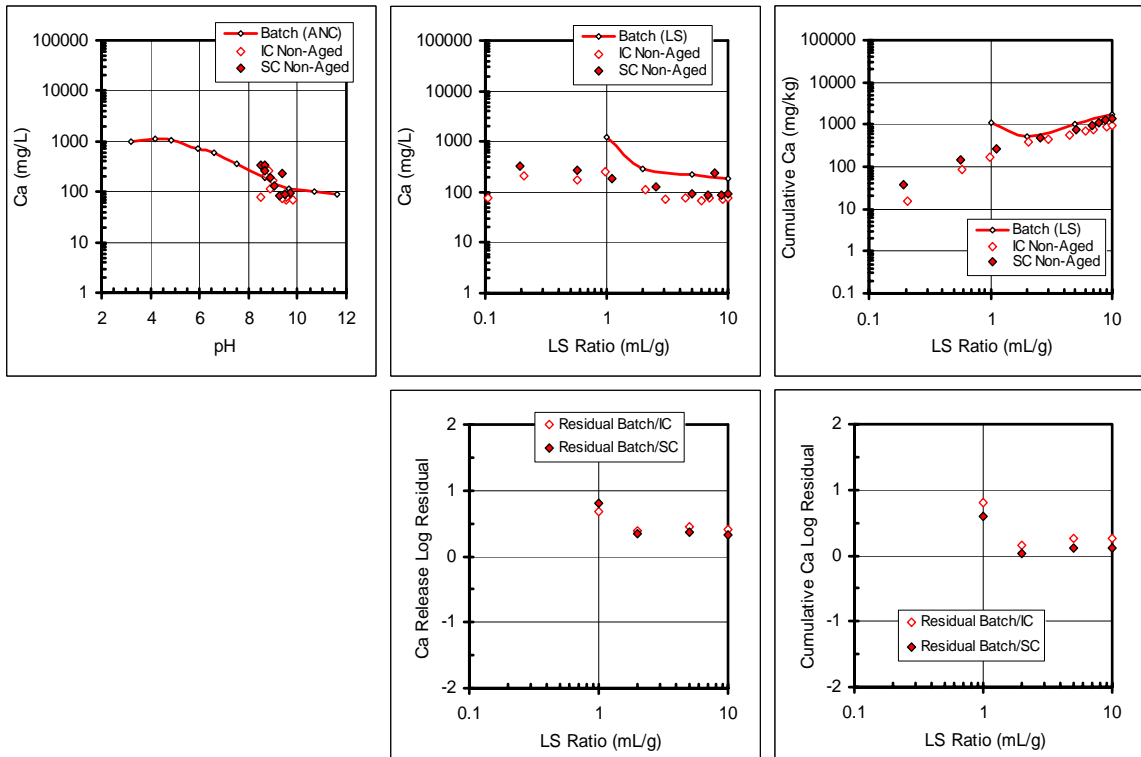 Batch (ANC)
IC Non-Aged
SC Non-Aged
100000
10000
1000
100
10
1
Ca (mg/L)
2 4 6 8 10 12
pH
Batch (LS)
IC Non-Aged
SC Non-Aged
100000
10000
1000
100
10
1
Ca (mg/L)
0.1 1 10
LS Ratio (mL/g)
100000
10000
1000
100
10
1
0.1
Cumulative Ca (mg/kg)
Batch (LS)
IC Non-Aged
SC Non-Aged
0.1 1 10
LS Ratio (mL/g)
Residual Batch/IC
Residual Batch/SC
2
1
0
-1
-2
Ca Release Log Residual
0.1 1 10
LS Ratio (mL/g)
2
1
0
-1
-2
Cumulative Ca Log Residual
Residual Batch/IC
Residual Batch/SC
0.1 1 10
LS Ratio (mL/g)